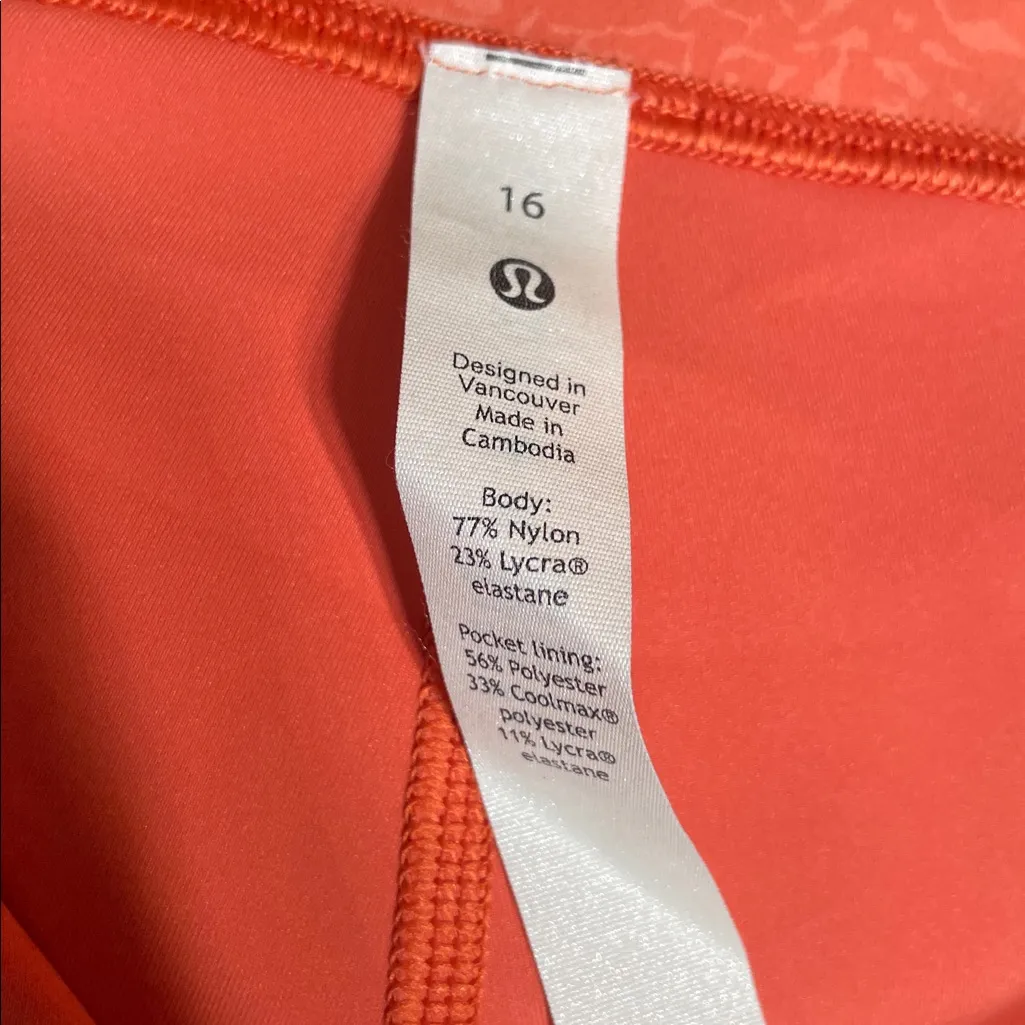 16
Designed in
Vancouver
Made in
Cambodia
Body:
77% Nylon
23% Lycra®
elastane
Pocket lining:
56% Polyester
33% Coolmax®
polyester
11% Lycra®
elastane